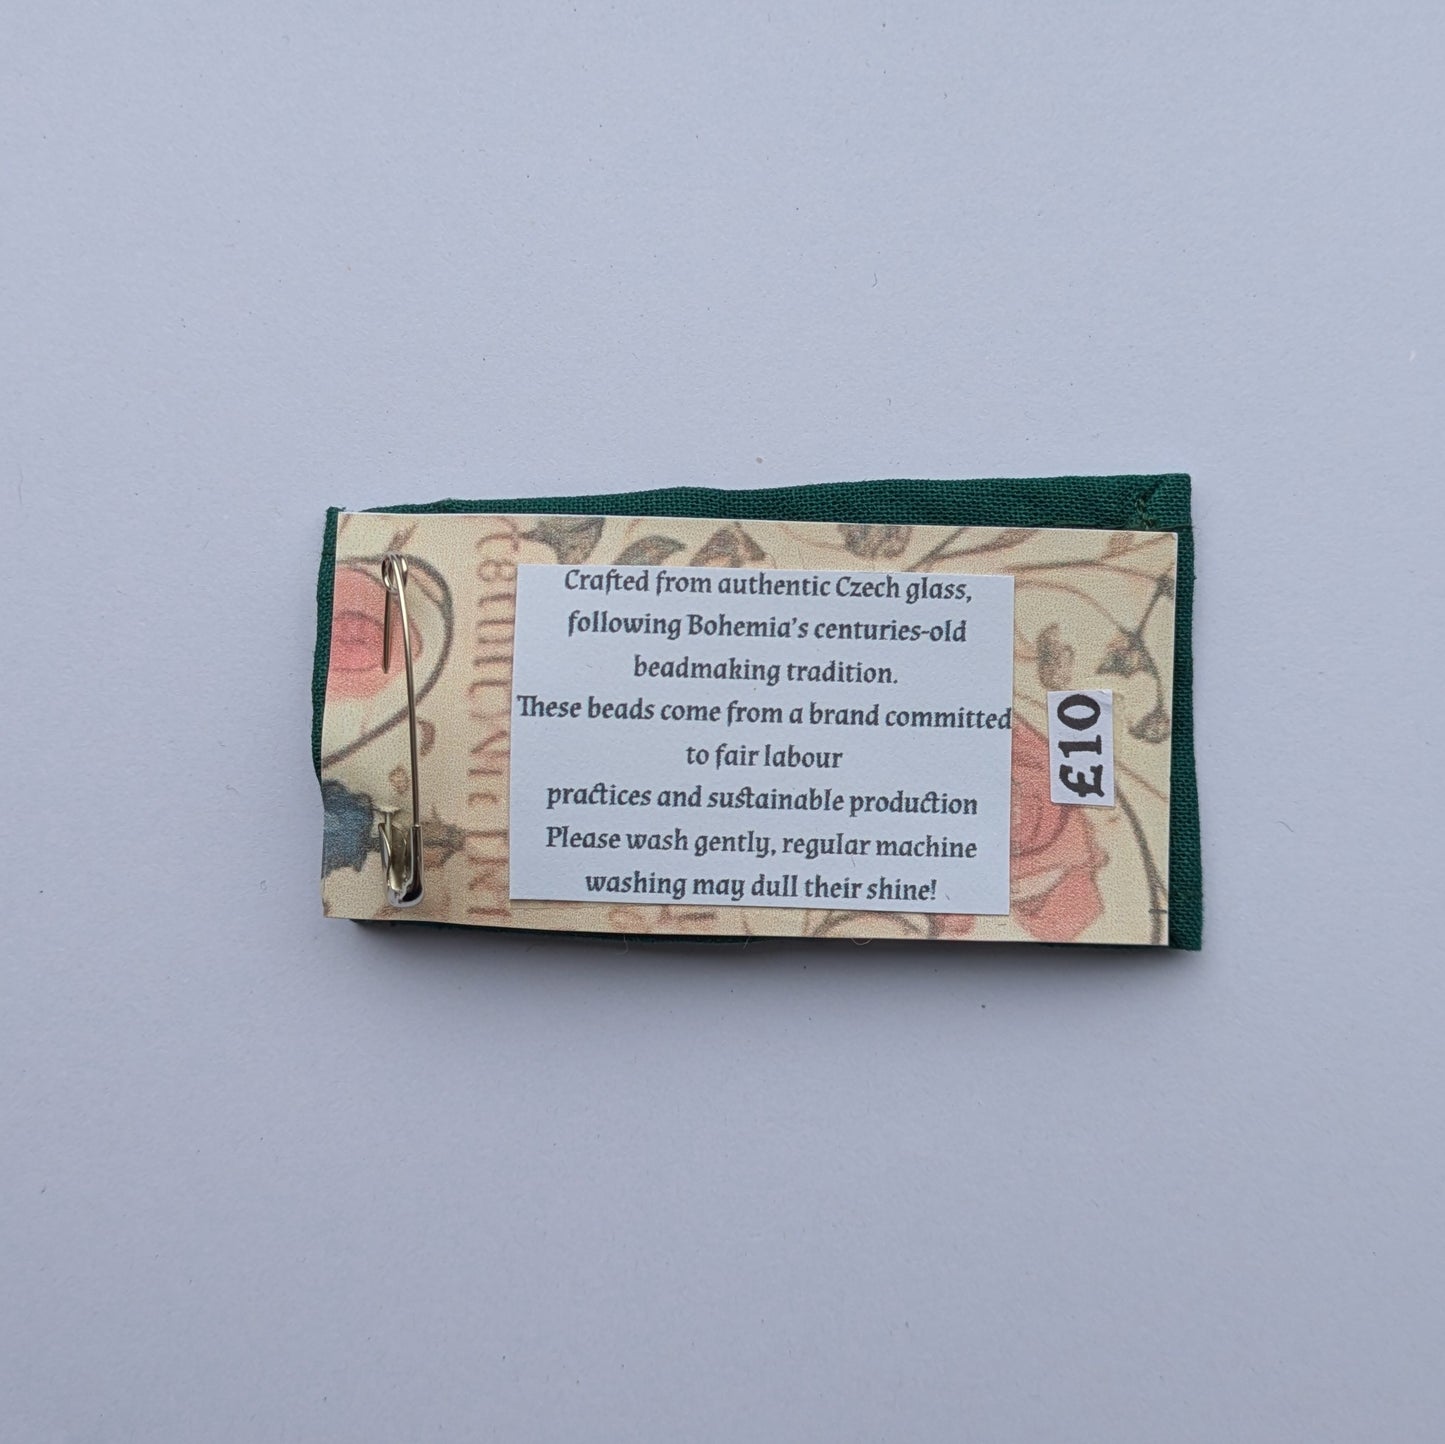 Crafted from authentic Czech glass,
following Bohemia's centuries-old
beadmaking tradition.
These beads come from a brand committed
to fair labour
practices and sustainable production
Please wash gently, regular machine
washing may dull their shine!
£10